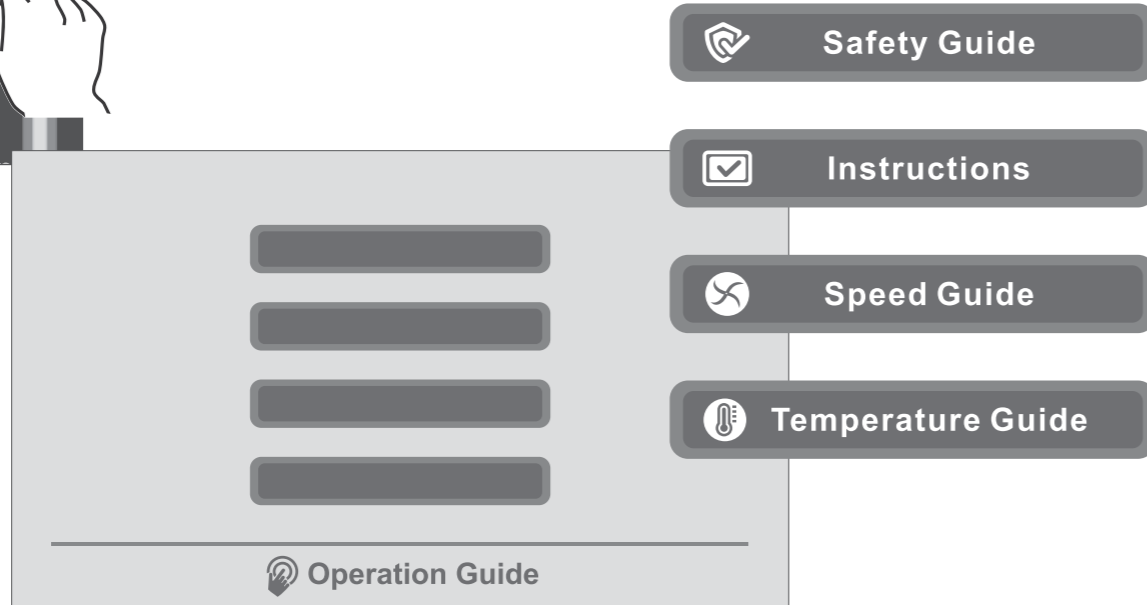 Safety Guide
Instructions
Speed Guide
Temperature Guide
Operation Guide